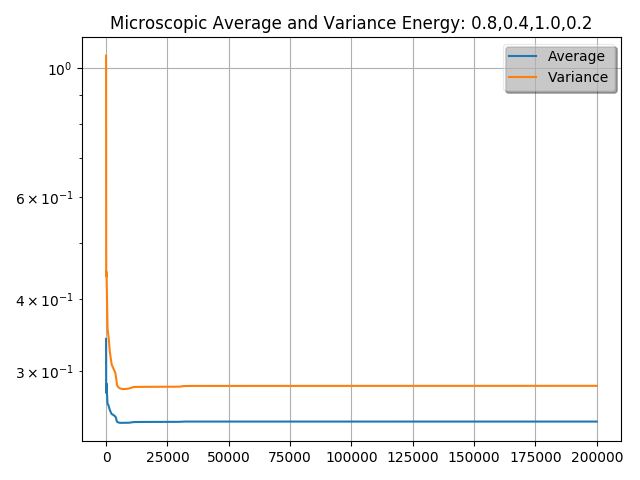 Microscopic Average and Variance Energy: 0.8,0.4,1.0,0.2
Average
Variance
10⁰
6 × 10⁻¹
4 × 10⁻¹
3 × 10⁻¹
0 25000 50000 75000 100000 125000 150000 175000 200000